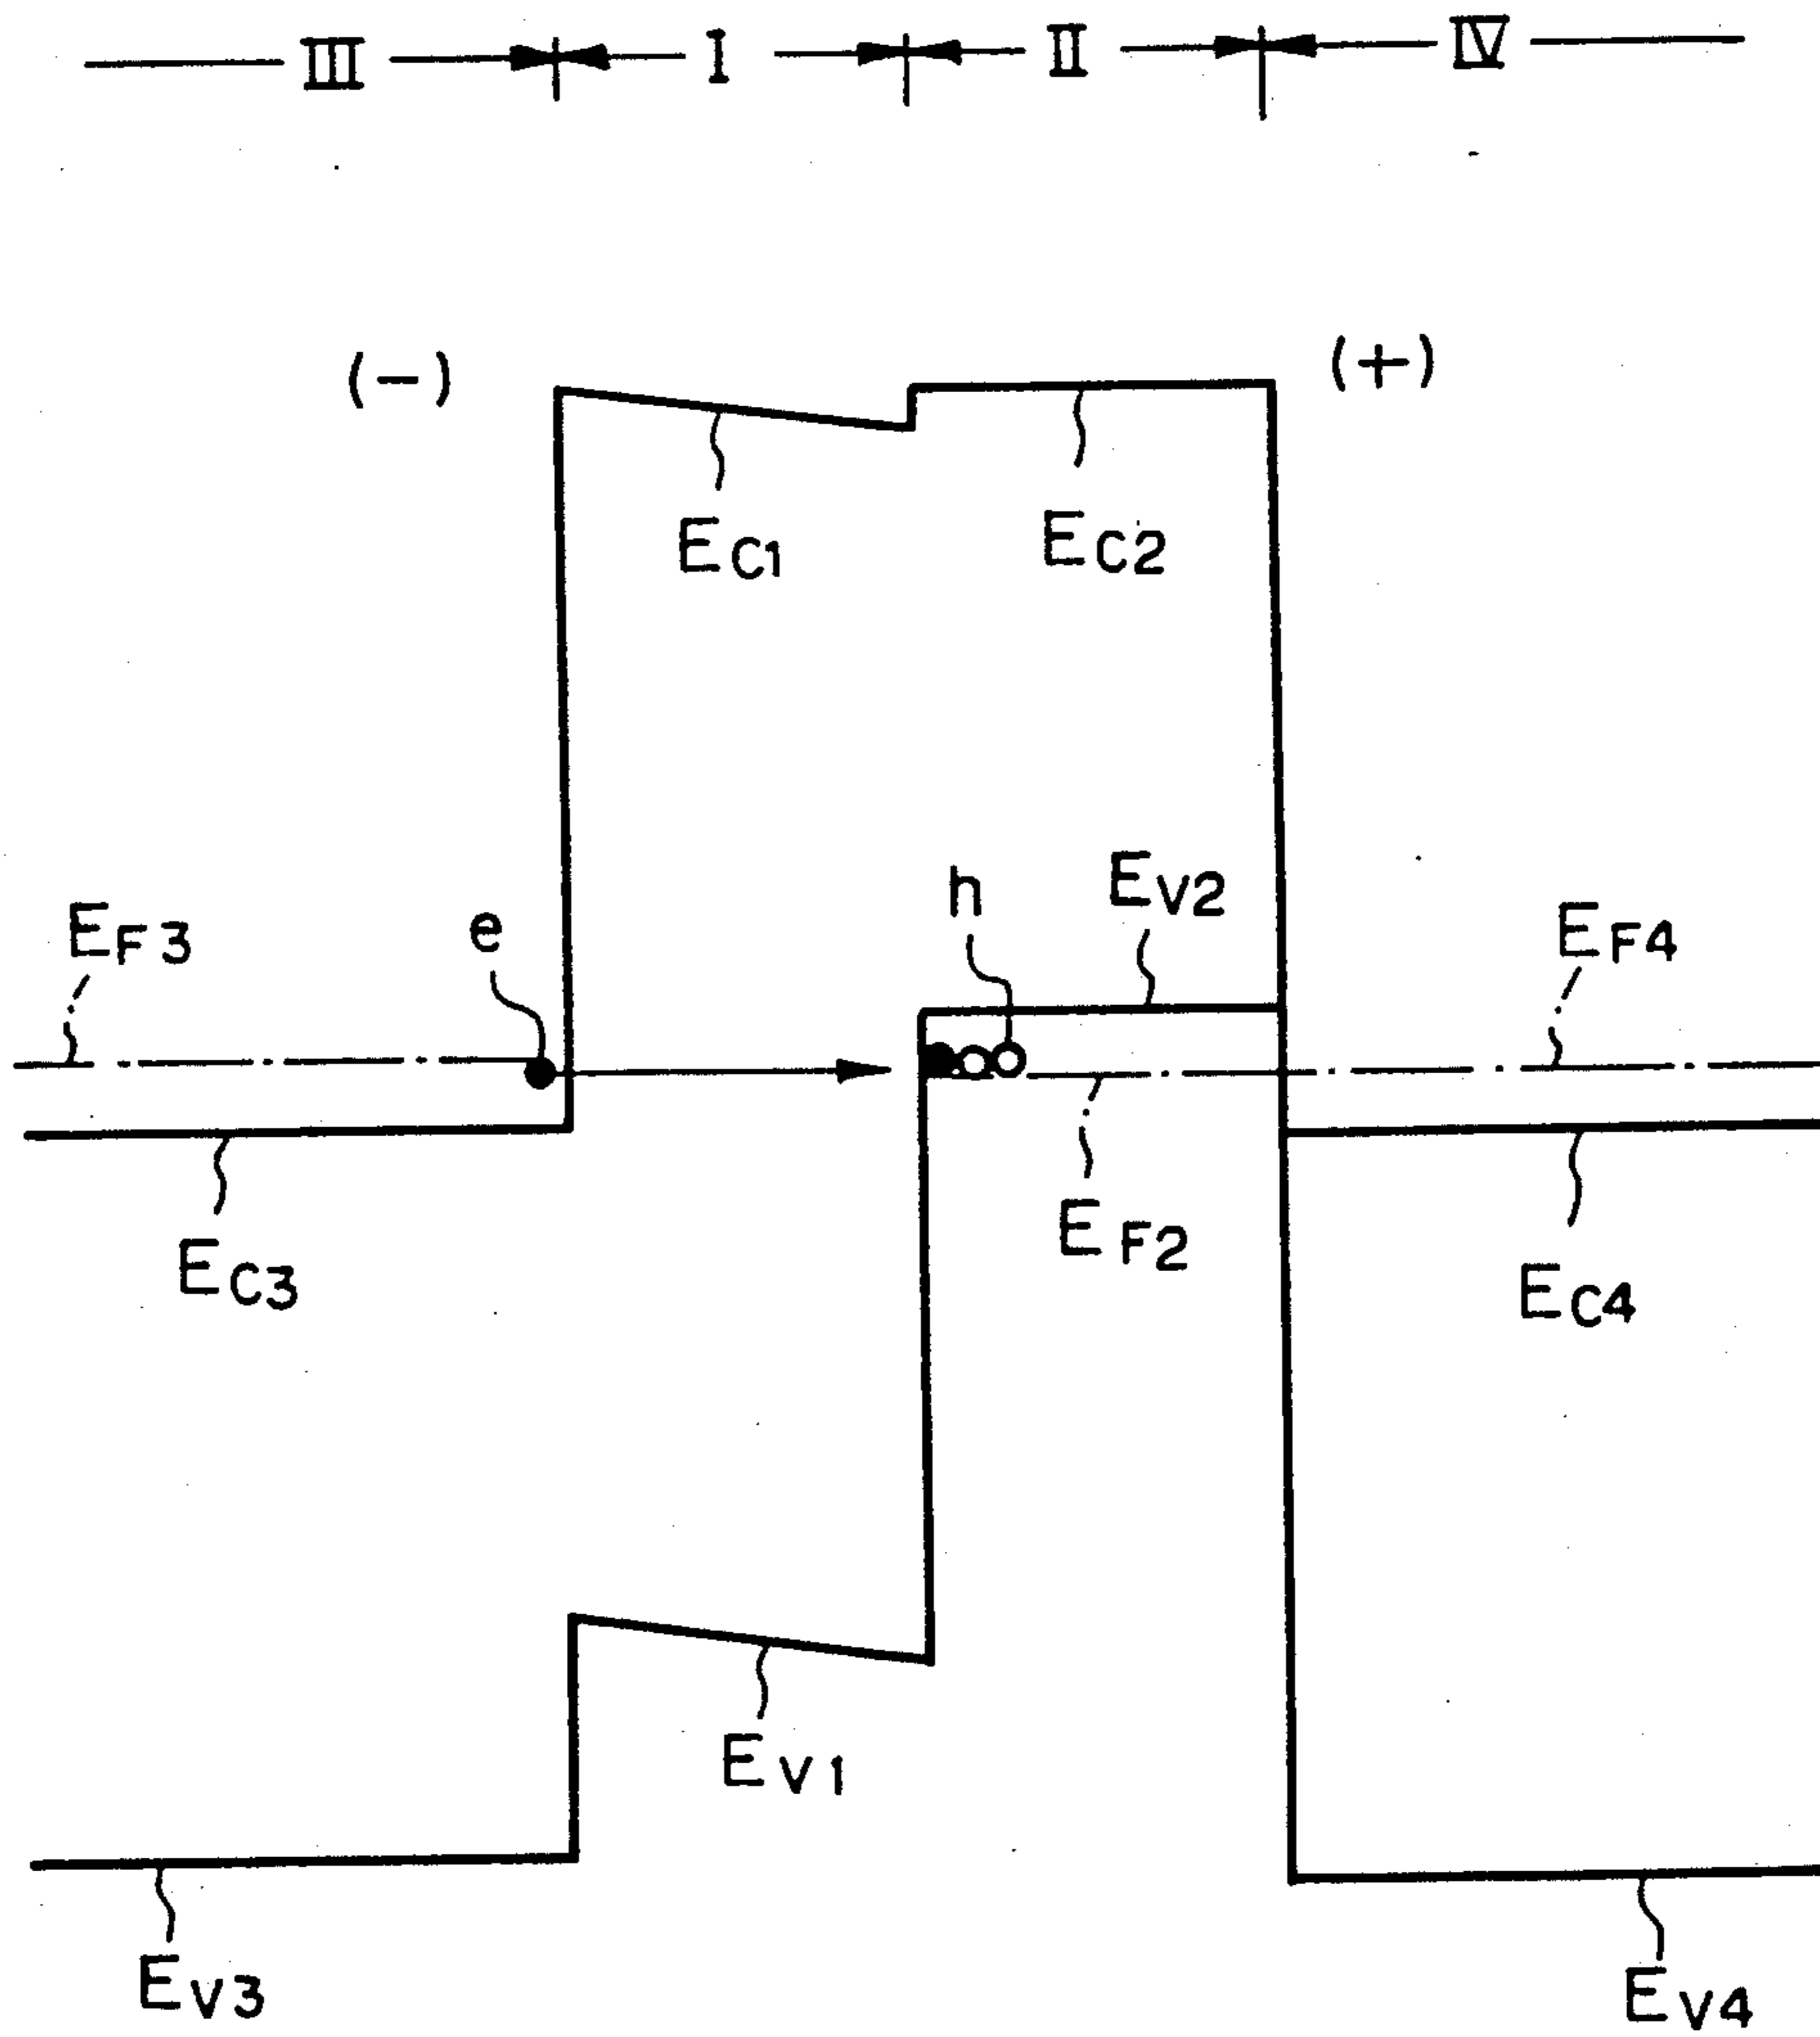 III I II IV
(-) (+)
EC1 EC2
EF3 e h EV2 EF4
EC3 EF2 EC4
EV1
EV3 EV4